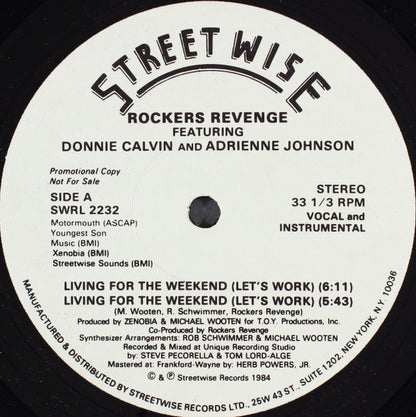 STREETWISE
ROCKERS REVENGE
FEATURING
DONNIE CALVIN AND ADRIENNE JOHNSON
Promotional Copy
Not For Sale
SIDE A
SWRL 2232
Motormouth (ASCAP)
Youngest Son
Music (BMI)
Xenobia (BMI)
Streetwise Sounds (BMI)
STEREO
33 1/3 RPM
VOCAL and
INSTRUMENTAL
LIVING FOR THE WEEKEND (LET'S WORK) (6:11)
LIVING FOR THE WEEKEND (LET'S WORK) (5:43)
(M. Wooten, R. Schwimmer, Rockers Revenge)
Produced by ZENOBIA & MICHAEL WOOTEN for T.O.Y. Productions, Inc.
Co-Produced by Rockers Revenge
Synthesizer Arrangements: ROB SCHWIMMER & MICHAEL WOOTEN
Recorded & Mixed at Unique Recording Studio
by: STEVE PECORELLA & TOM LORD-ALGE
Mastered at: Frankford-Wayne by: HERB POWERS, JR.
© & ℗ Streetwise Records 1984
MANUFACTURED & DISTRIBUTED BY STREETWISE RECORDS LTD., 25W 43 ST., SUITE 1202, NEW YORK, N.Y. 10036